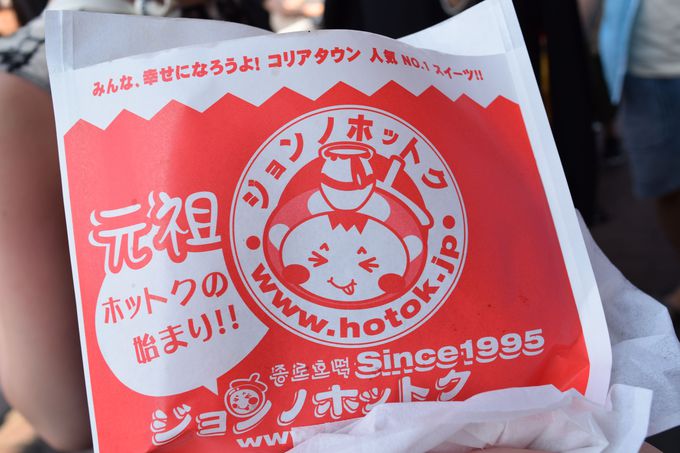 みんな、幸せになろうよ! コリアタウン 人気 NO.1 スイーツ!!
・ジョンノホットク・
www.hotok.jp
元祖
ホットクの
始まり!!
종로호떡 Since1995
ジョンノホットク
www